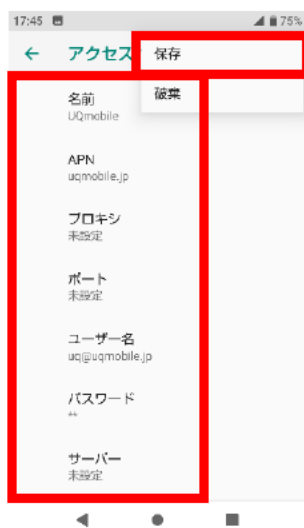 17:45 75%
← アクセス
保存
破棄
名前
UQmobile
APN
uqmobile.jp
プロキシ
未設定
ポート
未設定
ユーザー名
uq@uqmobile.jp
パスワード
**
サーバー
未設定